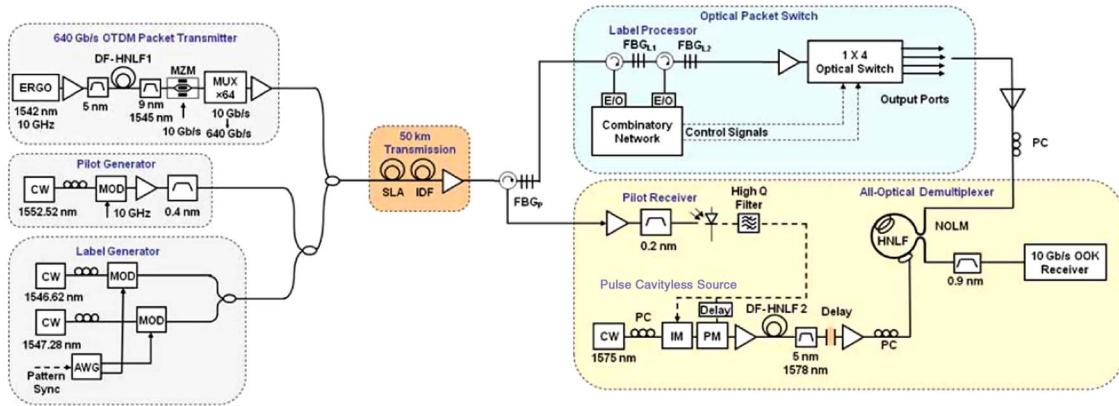 640 Gb/s OTDM Packet Transmitter
DF-HNLF1
MZM
ERGO
MUX
×64
1542 nm
10 GHz
5 nm
9 nm
1545 nm
10 Gb/s
10 Gb/s
640 Gb/s
Pilot Generator
CW
MOD
1552.52 nm
10 GHz
0.4 nm
Label Generator
CW
MOD
1546.62 nm
CW
MOD
1547.28 nm
AWG
Pattern
Sync
50 km
Transmission
SLA
IDF
FBGP
Optical Packet Switch
Label Processor
FBGL1
FBGL2
1 X 4
Optical Switch
E/O
E/O
Output Ports
Combinatory
Network
Control Signals
PC
Pilot Receiver
High Q
Filter
0.2 nm
All-Optical Demultiplexer
HNLF
NOLM
10 Gb/s OOK
Receiver
0.9 nm
Pulse Cavityless Source
DF-HNLF2
PC
Delay
Delay
CW
IM
PM
PC
1575 nm
5 nm
1578 nm